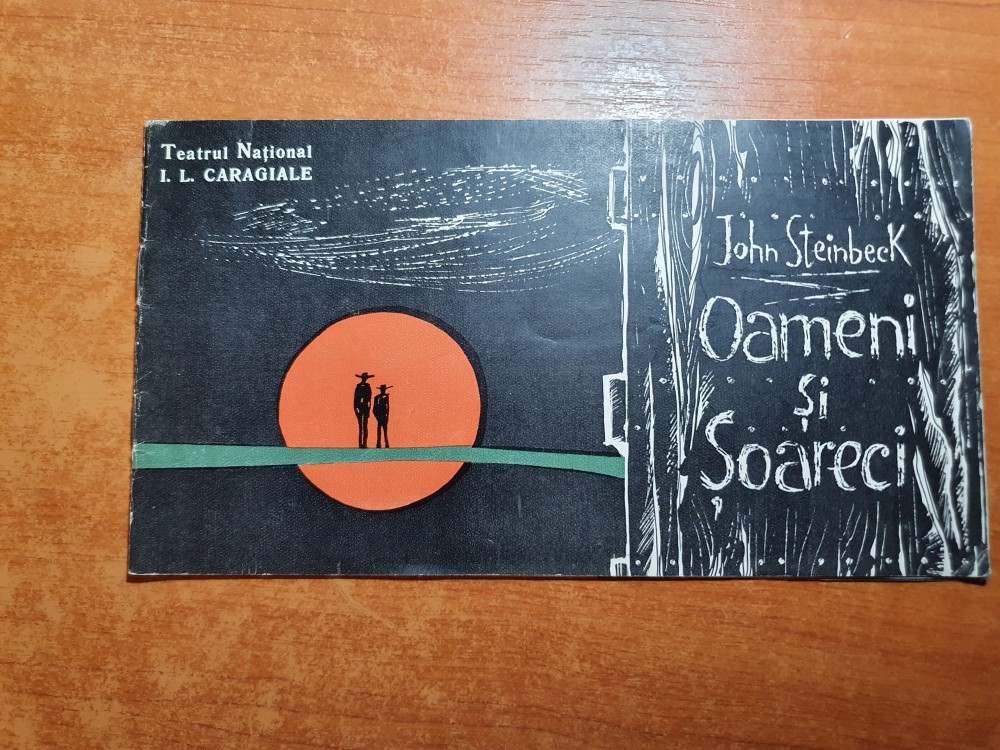 Teatrul Național
I. L. CARAGIALE
John Steinbeck
Oameni
și
Șoareci